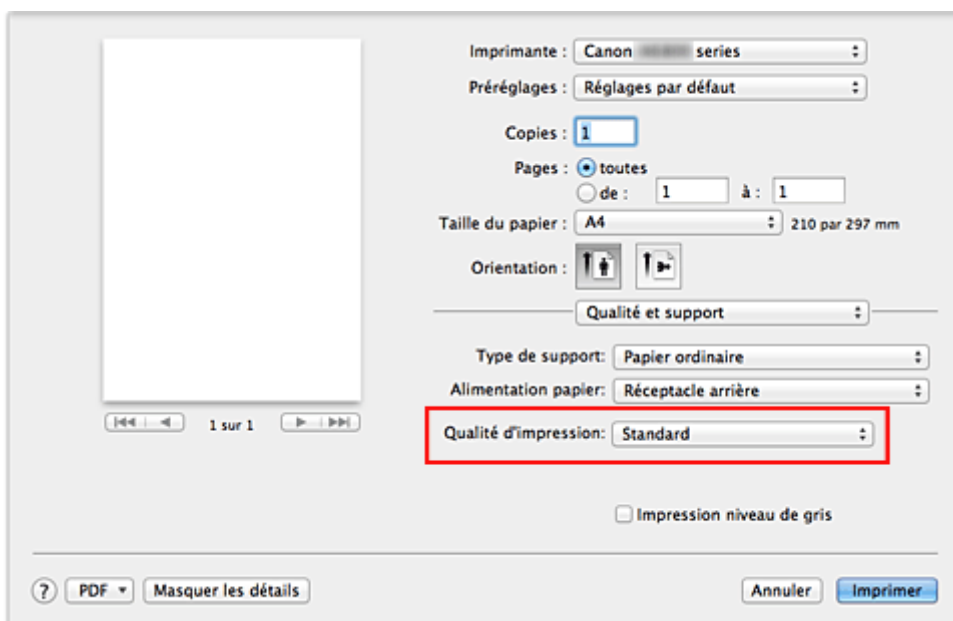 Imprimante : Canon series
Préréglages : Réglages par défaut
Copies : 1
Pages : toutes
de : 1 à : 1
Taille du papier : A4 210 par 297 mm
Orientation :
Qualité et support
Type de support: Papier ordinaire
Alimentation papier: Réceptacle arrière
1 sur 1
Qualité d'impression: Standard
Impression niveau de gris
? PDF Masquer les détails Annuler Imprimer